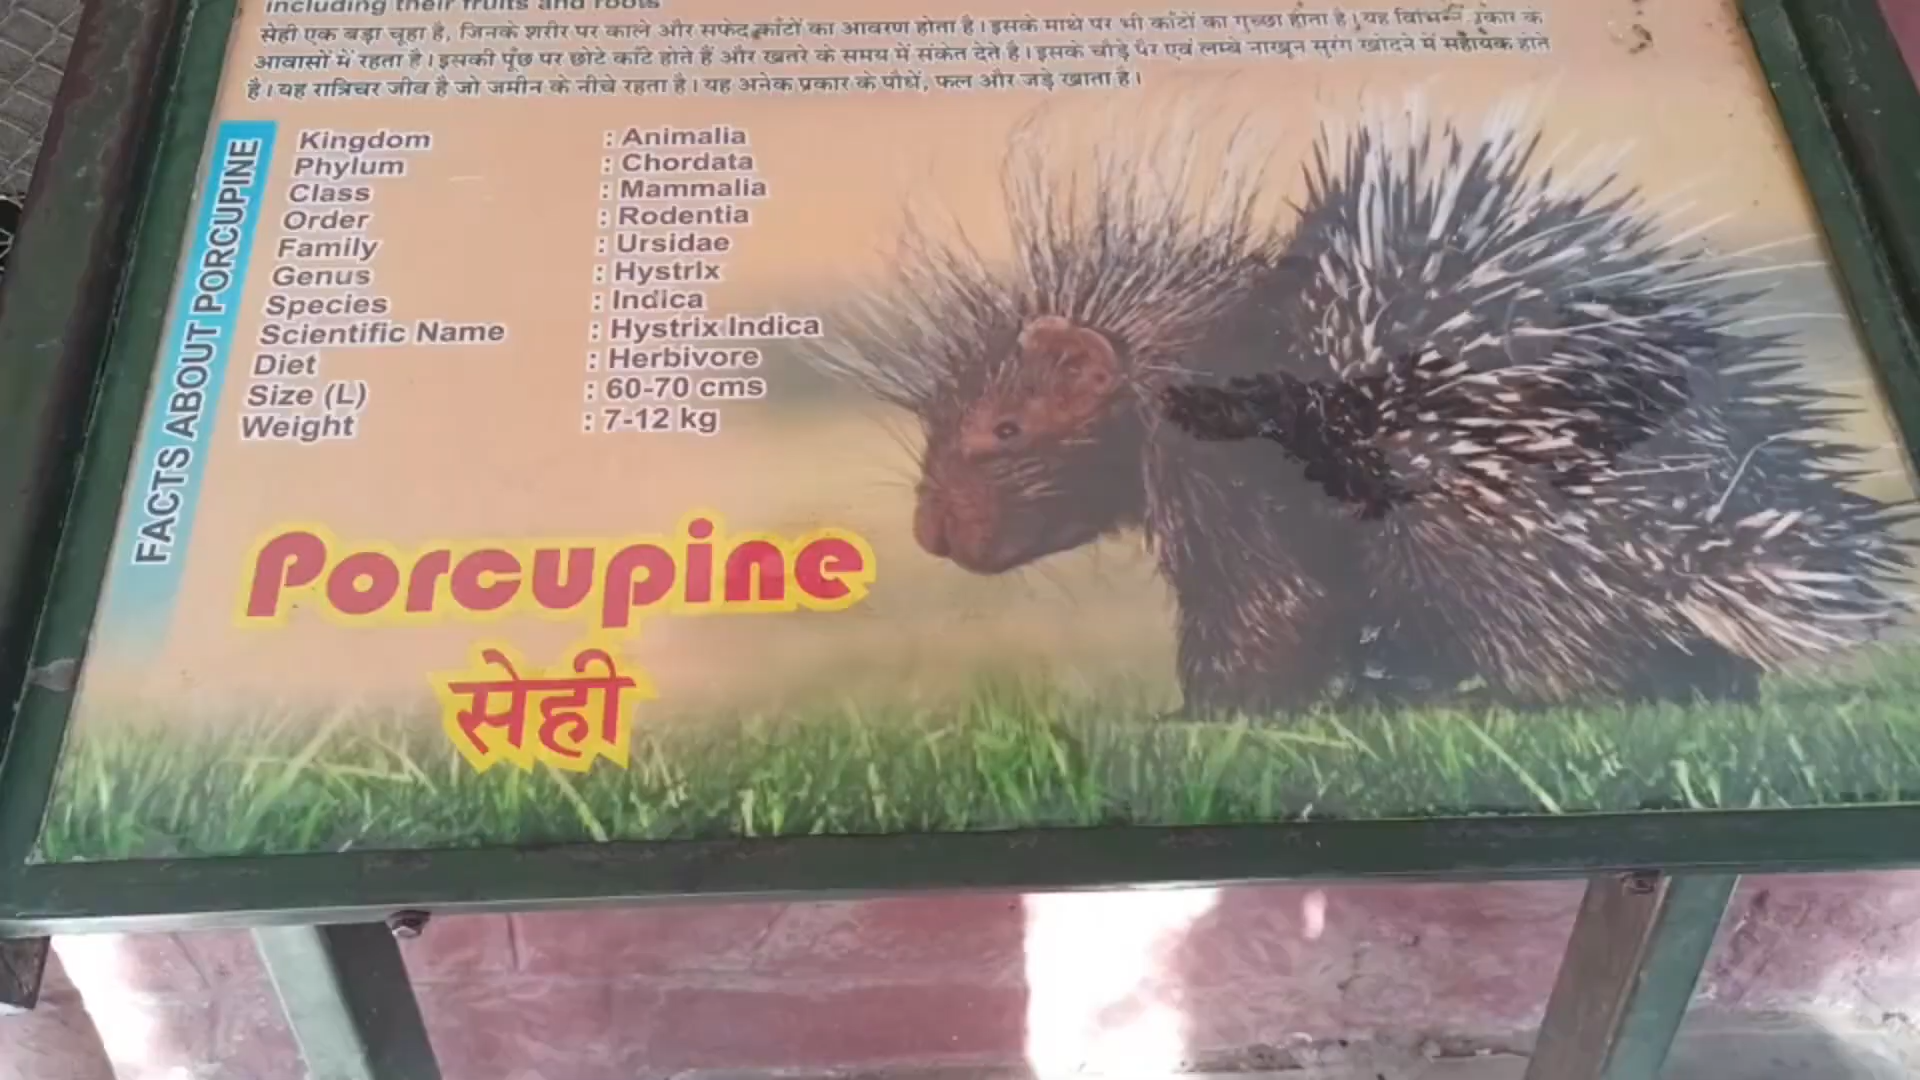 including their fruits and roots
सेही एक बड़ा चूहा है, जिनके शरीर पर काले और सफेद काँटों का आवरण होता है। इसके माथे पर भी काँटों का गुच्छा होता है। यह के
आवासों में रहता है। इसकी पूँछ पर छोटे काँटे होते हैं और खतरे के समय में संकेत देते है। इसके चौड़े पैर एवं लम्बे नाखून सुरंग खोदने में सहायक होते
है। यह रात्रिचर जीव है जो जमीन के नीचे रहता है। यह अनेक प्रकार के पौधें, फल और जड़े खाता है।
FACTS ABOUT PORCUPINE
Kingdom : Animalia
Phylum : Chordata
Class : Mammalia
Order : Rodentia
Family : Ursidae
Genus : Hystrix
Species : Indica
Scientific Name : Hystrix Indica
Diet : Herbivore
Size (L) : 60-70 cms
Weight : 7-12 kg
Porcupine
सेही